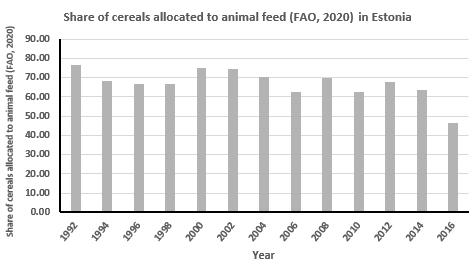 Share of cereals allocated to animal feed (FAO, 2020) in Estonia
Share of cereals allocated to animal feed (FAO, 2020)
90.00
80.00
70.00
60.00
50.00
40.00
30.00
20.00
10.00
0.00
1992 1994 1996 1998 2000 2002 2004 2006 2008 2010 2012 2014 2016
Year